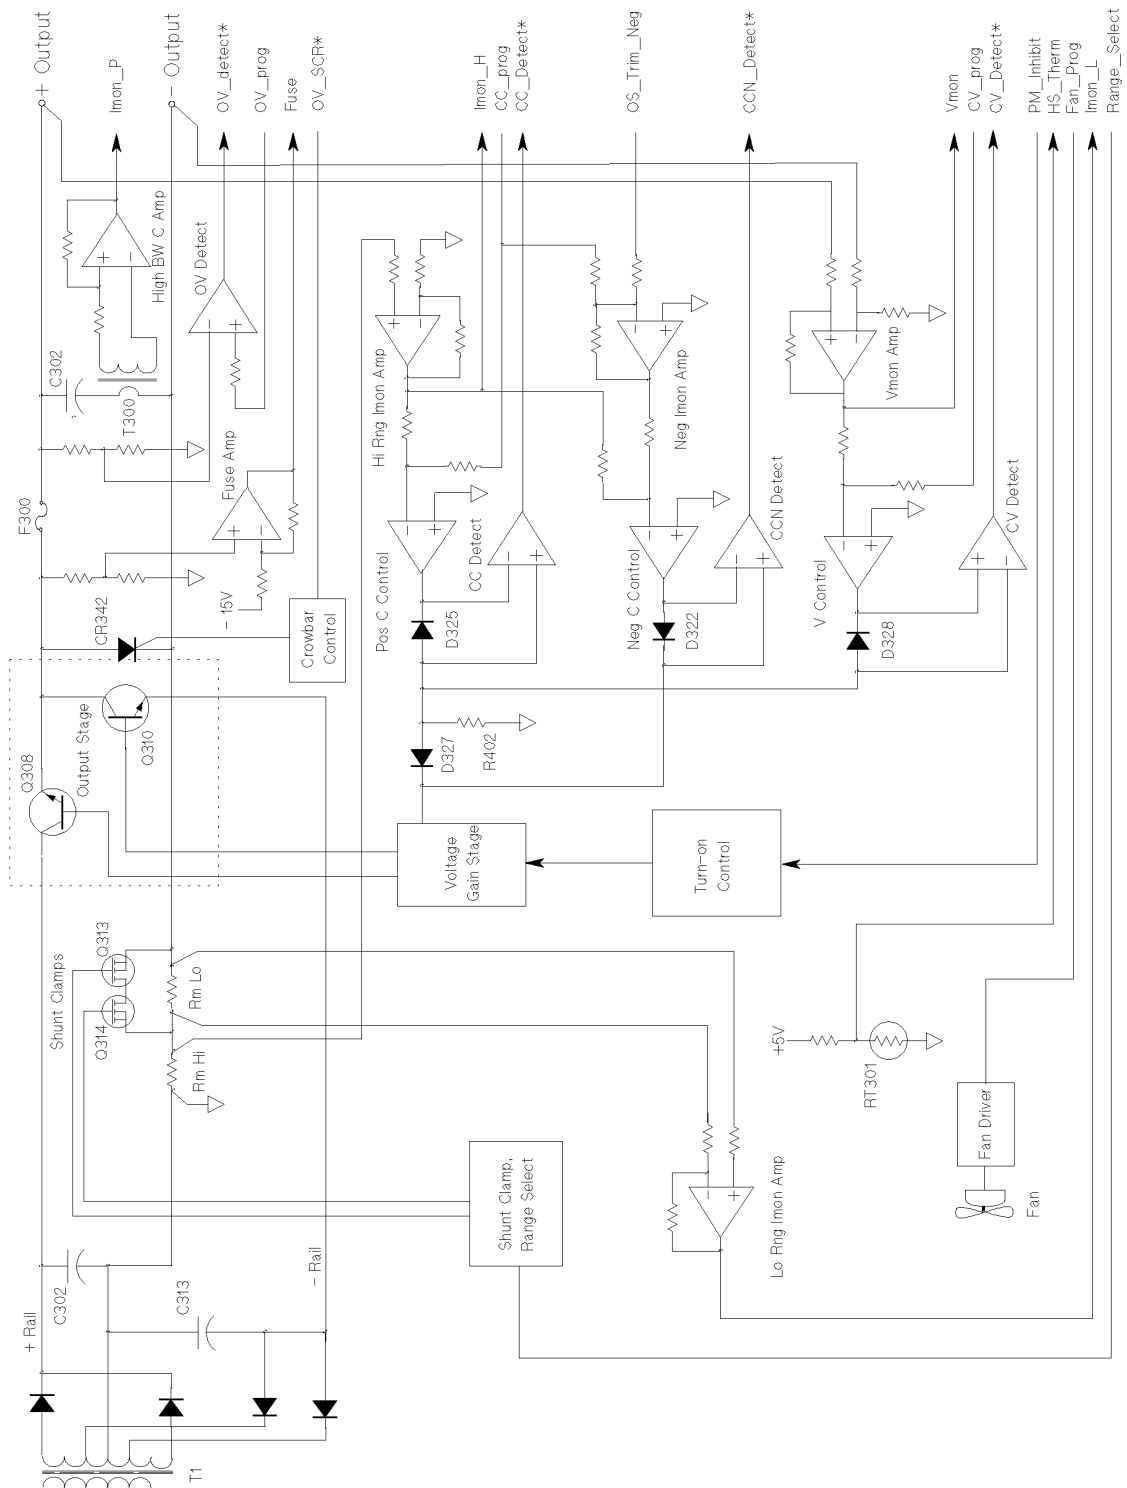 + Output
Imon_P
- Output
OV_detect*
OV_prog
Fuse
OV_SCR*
Imon_H
CC_prog
CC_Detect*
OS_Trim_Neg
CCN_Detect*
Vmon
CV_prog
CV_Detect*
PM_Inhibit
HS_Therm
Fan_Prog
Imon_L
Range_Select
High BW C Amp
+
-
C302
T300
OV Detect
-
+
F300
Fuse Amp
+
-
-15V
CR342
Crowbar
Control
Hi Rng Imon Amp
+
-
Neg Imon Amp
-
+
Vmon Amp
+
-
Pos C Control
-
+
CC Detect
-
+
D325
Neg C Control
-
+
CCN Detect
-
+
D322
V Control
-
+
CV Detect
+
-
D328
Q308
Output Stage
Q310
D327
R402
Voltage
Gain Stage
Turn-on
Control
Shunt Clamps
Q313
Q314
Rm Lo
Rm Hi
+5V
RT301
Fan Driver
Fan
Shunt Clamp,
Range Select
-
+
Lo Rng Imon Amp
+ Rail
C302
C313
- Rail
T1